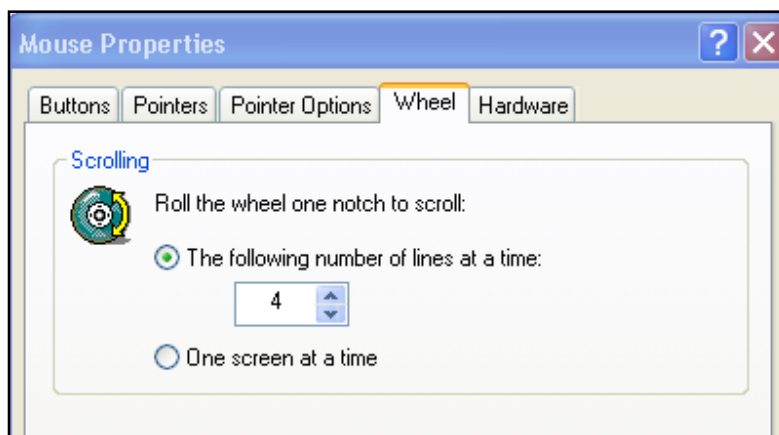 Mouse Properties
Buttons Pointers Pointer Options Wheel Hardware
Scrolling
Roll the wheel one notch to scroll:
The following number of lines at a time:
4
One screen at a time